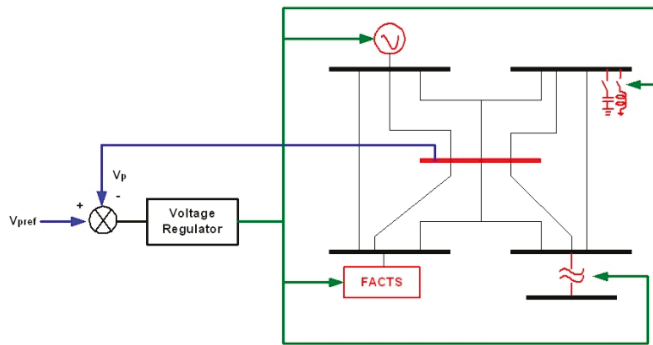 Vp
+
-
Vpref
Voltage
Regulator
FACTS